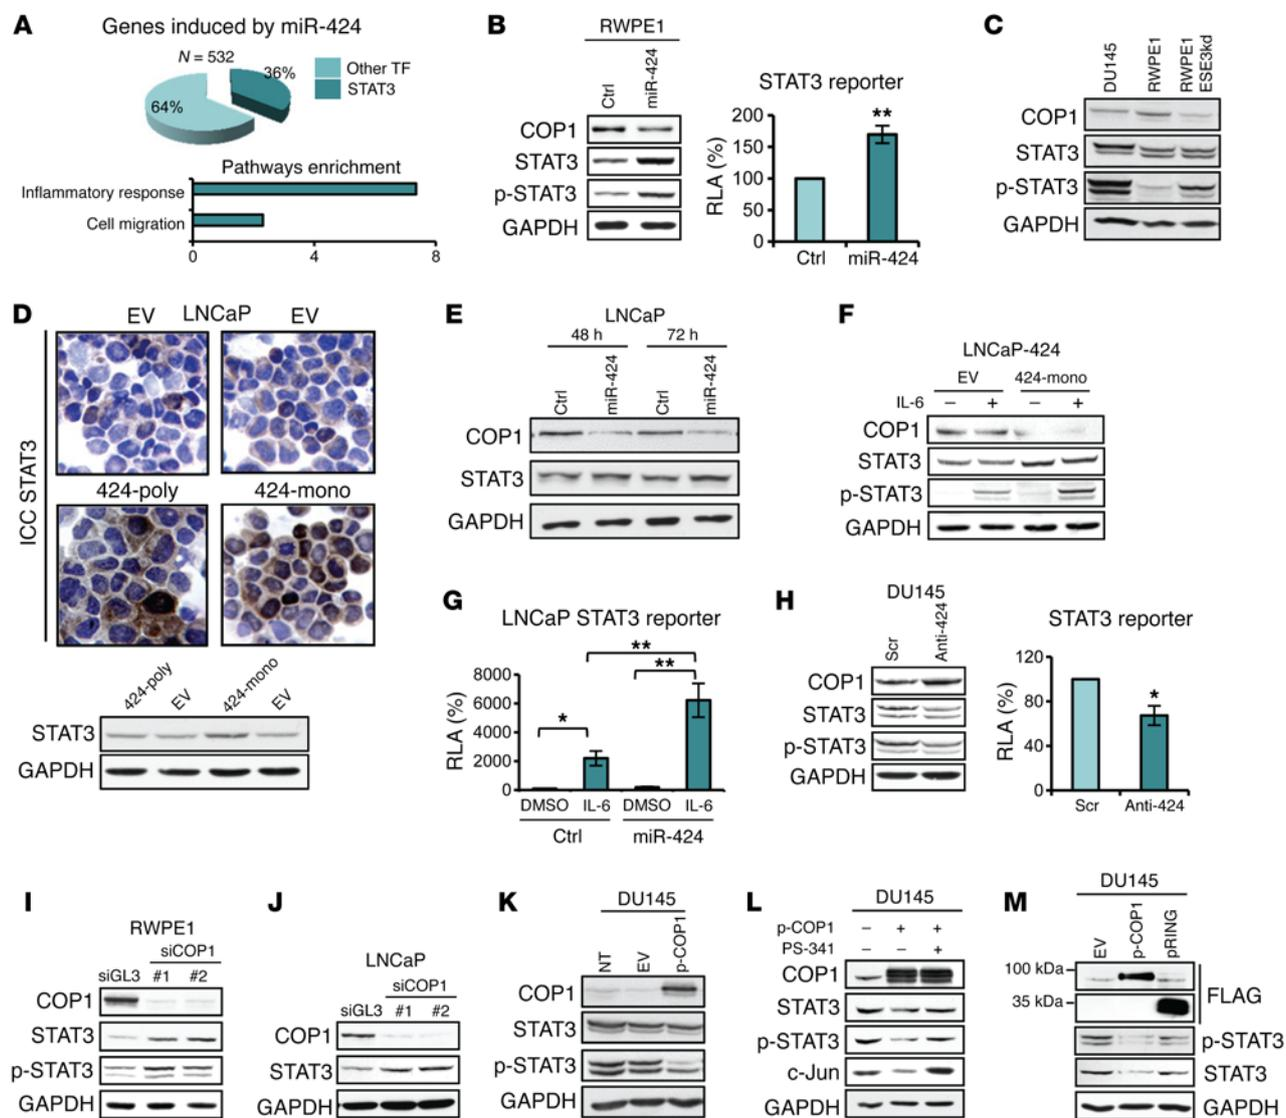 A
Genes induced by miR-424
N = 532
36%
64%
Other TF
STAT3
Pathways enrichment
Inflammatory response
Cell migration
0 4 8
B
RWPE1
Ctrl
miR-424
COP1
STAT3
p-STAT3
GAPDH
STAT3 reporter
RLA (%)
200
150
100
50
0
**
Ctrl miR-424
C
DU145
RWPE1
RWPE1 ESE3kd
COP1
STAT3
p-STAT3
GAPDH
D
EV LNCaP EV
ICC STAT3
424-poly 424-mono
424-poly EV 424-mono EV
STAT3
GAPDH
E
LNCaP
48 h 72 h
Ctrl miR-424 Ctrl miR-424
COP1
STAT3
GAPDH
F
LNCaP-424
EV 424-mono
IL-6 – + – +
COP1
STAT3
p-STAT3
GAPDH
G
LNCaP STAT3 reporter
RLA (%)
8000
6000
4000
2000
0
*
**
**
DMSO IL-6 DMSO IL-6
Ctrl miR-424
H
DU145
Scr Anti-424
COP1
STAT3
p-STAT3
GAPDH
STAT3 reporter
RLA (%)
120
80
40
0
*
Scr Anti-424
I
RWPE1
siCOP1
siGL3 #1 #2
COP1
STAT3
p-STAT3
GAPDH
J
LNCaP
siCOP1
siGL3 #1 #2
COP1
STAT3
GAPDH
K
DU145
NT EV p-COP1
COP1
STAT3
p-STAT3
GAPDH
L
DU145
p-COP1 – + +
PS-341 – +
COP1
STAT3
p-STAT3
c-Jun
GAPDH
M
DU145
EV p-COP1 pRING
100 kDa
35 kDa
FLAG
p-STAT3
STAT3
GAPDH